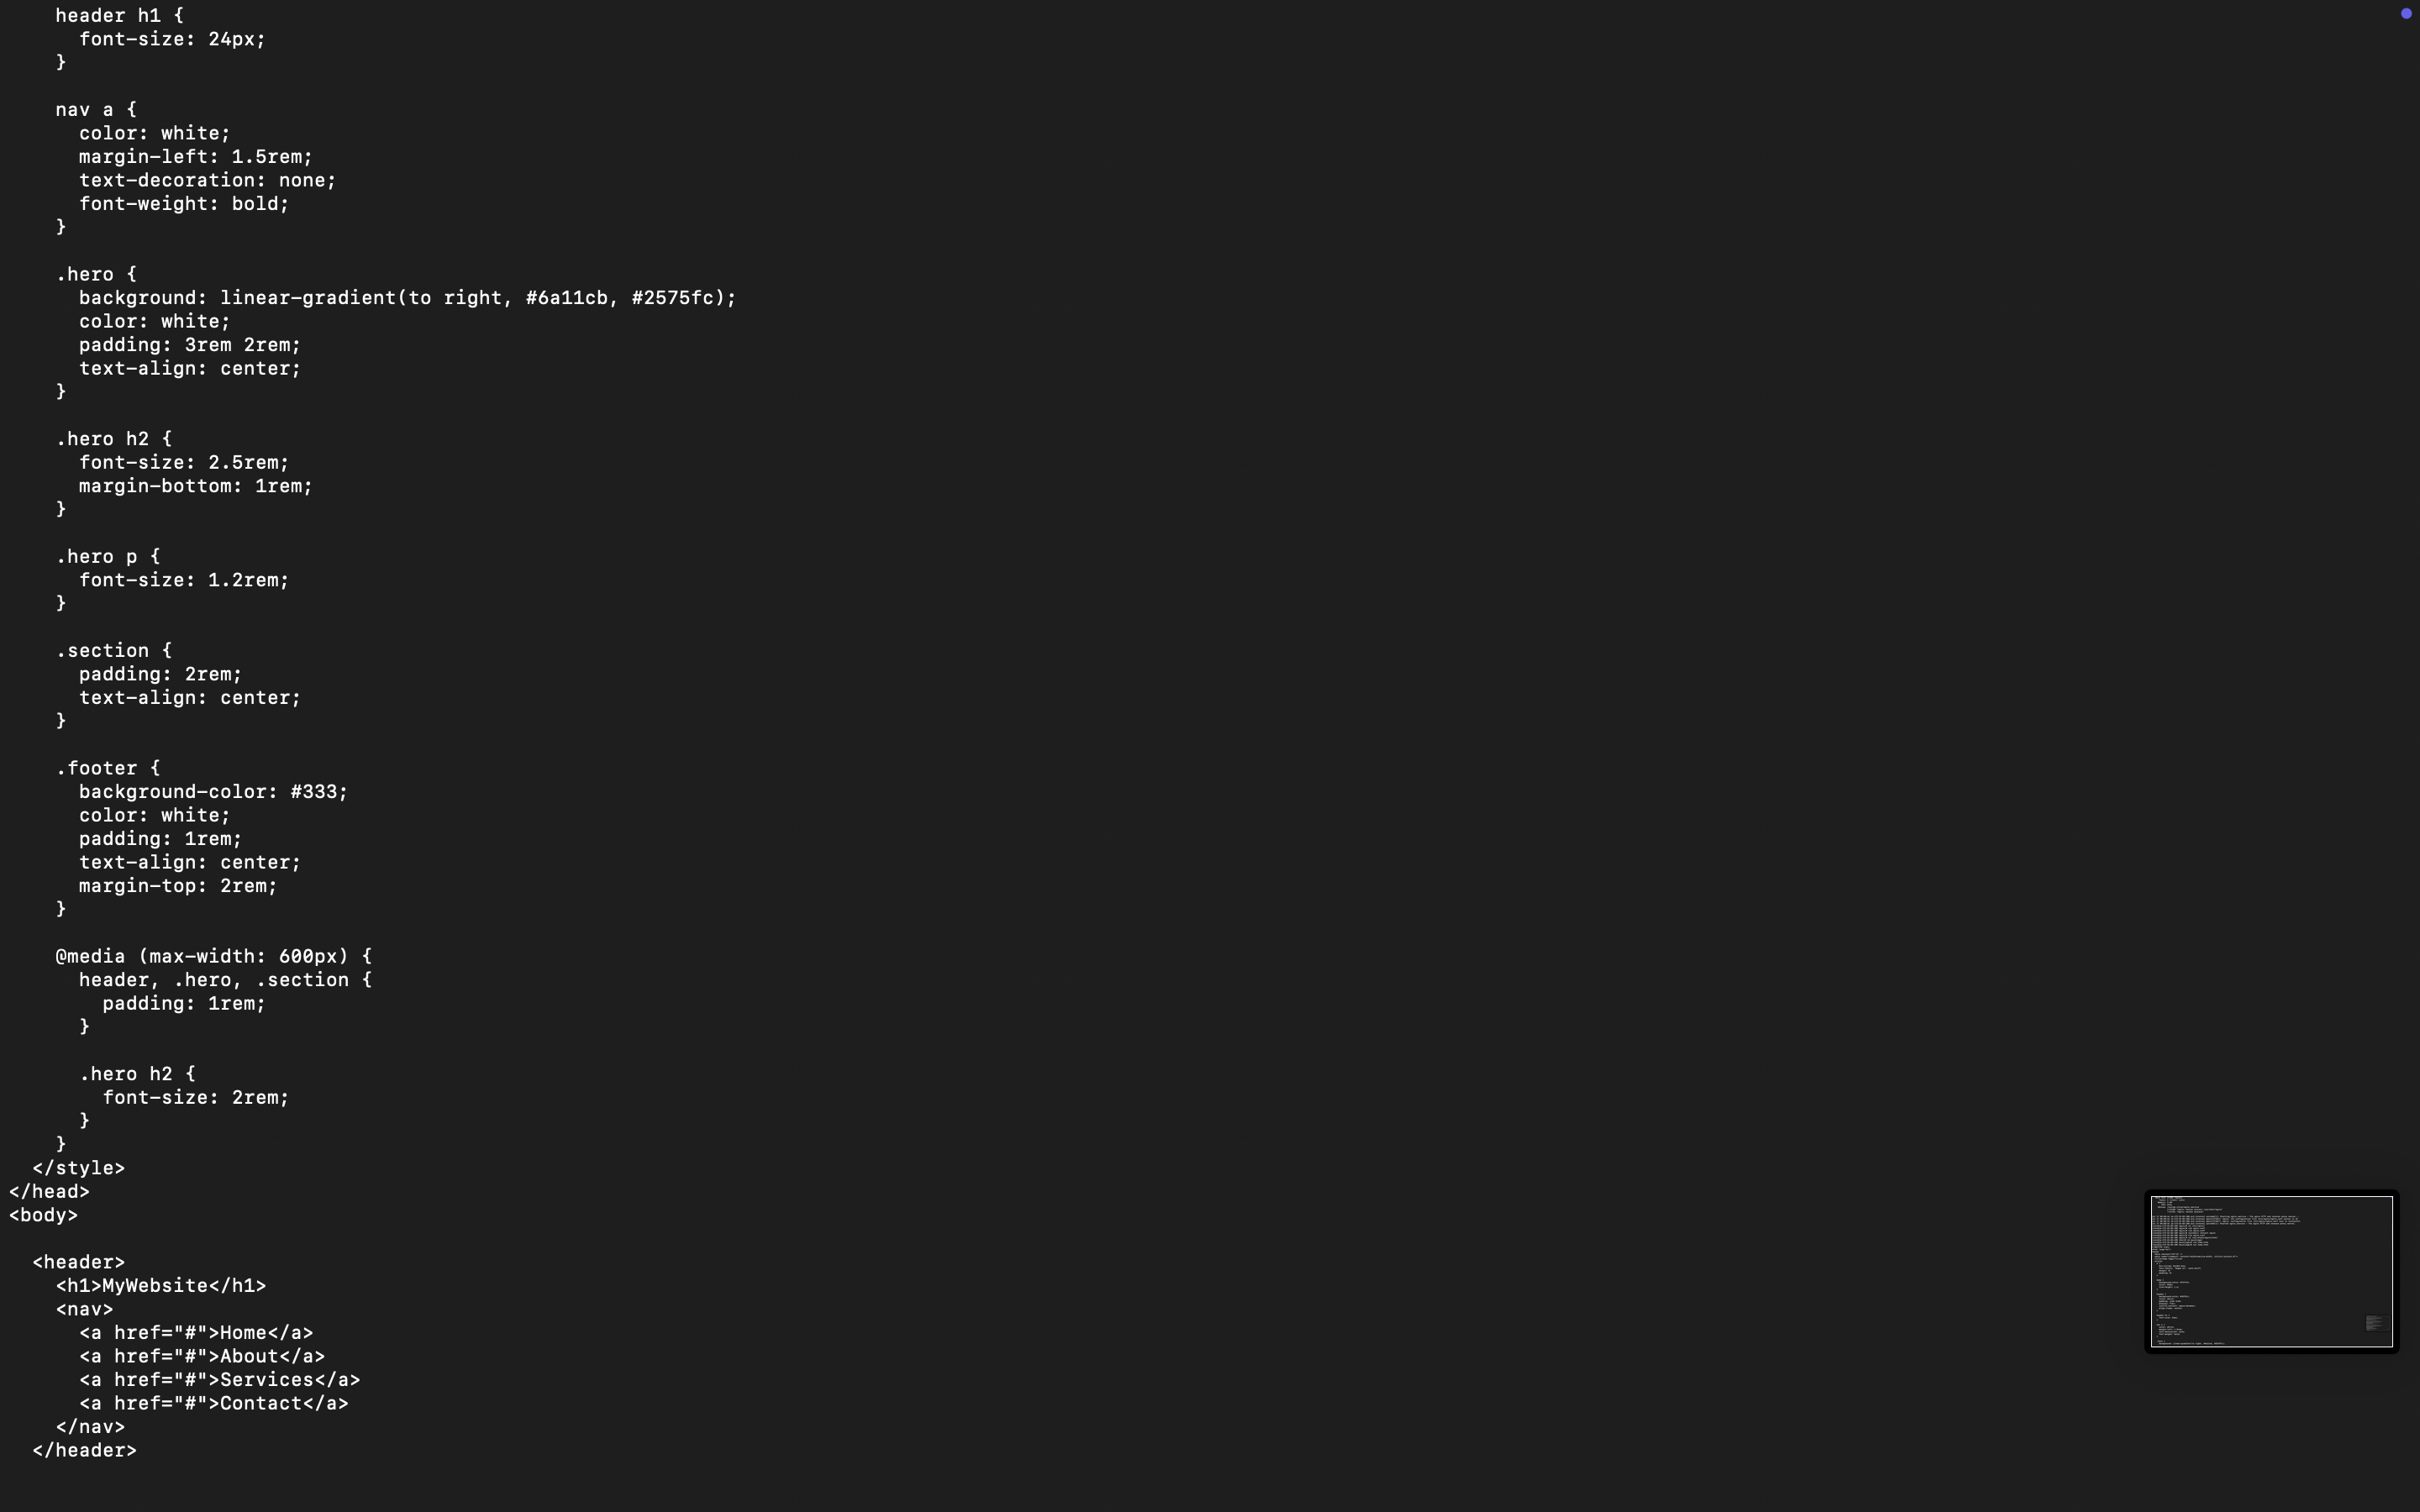 header h1 {
      font-size: 24px;
    }

    nav a {
      color: white;
      margin-left: 1.5rem;
      text-decoration: none;
      font-weight: bold;
    }

    .hero {
      background: linear-gradient(to right, #6a11cb, #2575fc);
      color: white;
      padding: 3rem 2rem;
      text-align: center;
    }

    .hero h2 {
      font-size: 2.5rem;
      margin-bottom: 1rem;
    }

    .hero p {
      font-size: 1.2rem;
    }

    .section {
      padding: 2rem;
      text-align: center;
    }

    .footer {
      background-color: #333;
      color: white;
      padding: 1rem;
      text-align: center;
      margin-top: 2rem;
    }

    @media (max-width: 600px) {
      header, .hero, .section {
        padding: 1rem;
      }

      .hero h2 {
        font-size: 2rem;
      }
    }
  </style>
</head>
<body>

  <header>
    <h1>MyWebsite</h1>
    <nav>
      <a href="#">Home</a>
      <a href="#">About</a>
      <a href="#">Services</a>
      <a href="#">Contact</a>
    </nav>
  </header>